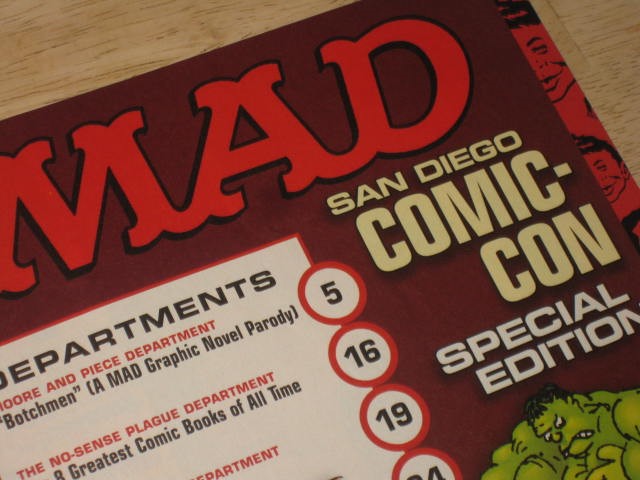 MAD
SAN DIEGO
COMIC-
CON
SPECIAL
EDITION
DEPARTMENTS
MOORE AND PIECE DEPARTMENT
"Botchmen" (A MAD Graphic Novel Parody)
5
16
THE NO-SENSE PLAGUE DEPARTMENT
8 Greatest Comic Books of All Time
19
DEPARTMENT
24